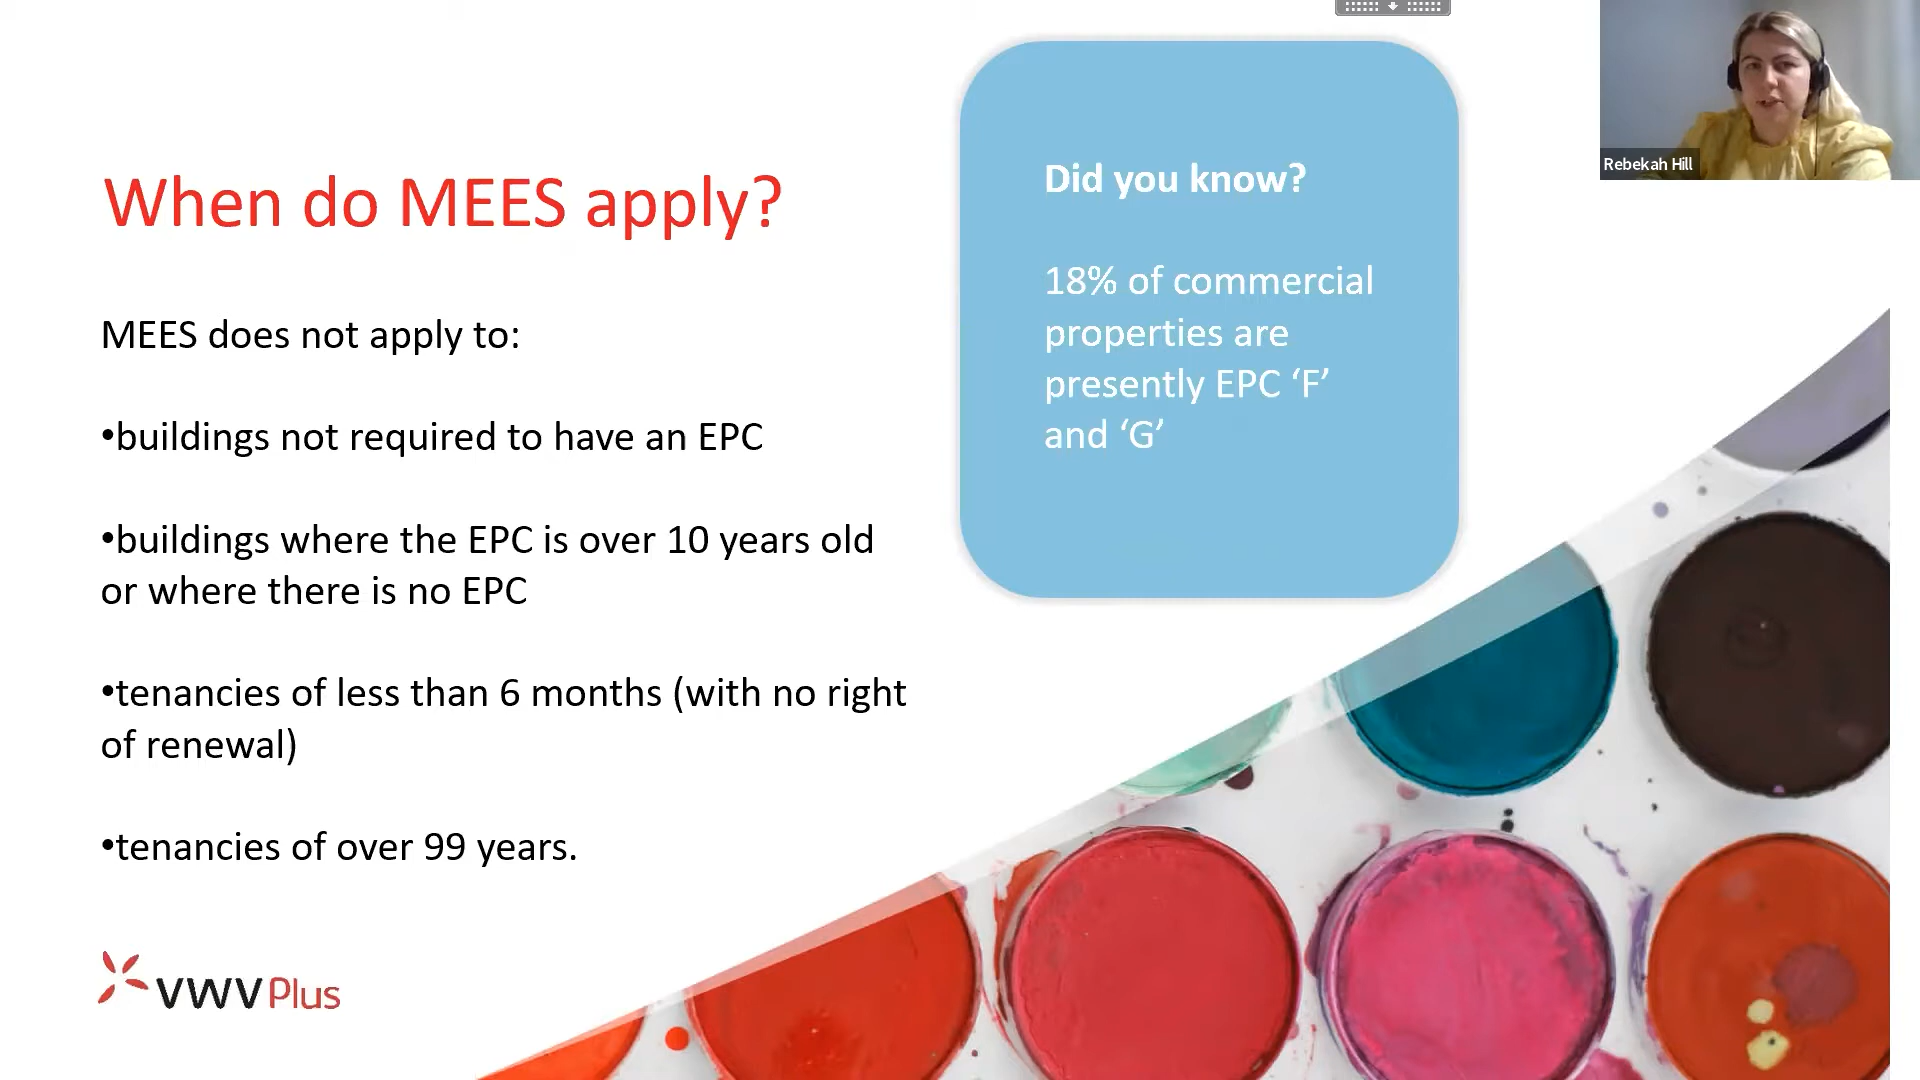 When do MEES apply?
MEES does not apply to:
•buildings not required to have an EPC
•buildings where the EPC is over 10 years old
or where there is no EPC
•tenancies of less than 6 months (with no right
of renewal)
•tenancies of over 99 years.
Did you know?
18% of commercial
properties are
presently EPC ‘F’
and ‘G’
Rebekah Hill
VWV Plus